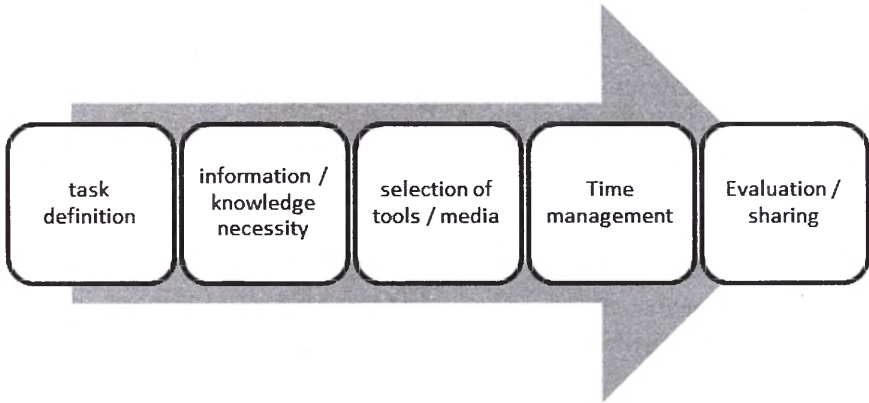 task
definition
information /
knowledge
necessity
selection of
tools / media
Time
management
Evaluation /
sharing